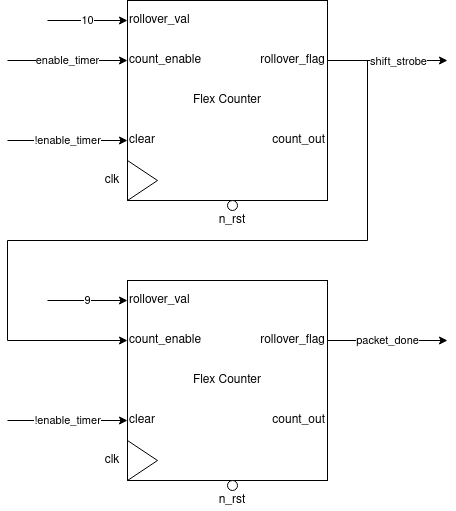 10 rollover_val
enable_timer count_enable rollover_flag shift_strobe
Flex Counter
!enable_timer clear count_out
clk
n_rst
9 rollover_val
count_enable rollover_flag packet_done
Flex Counter
!enable_timer clear count_out
clk
n_rst